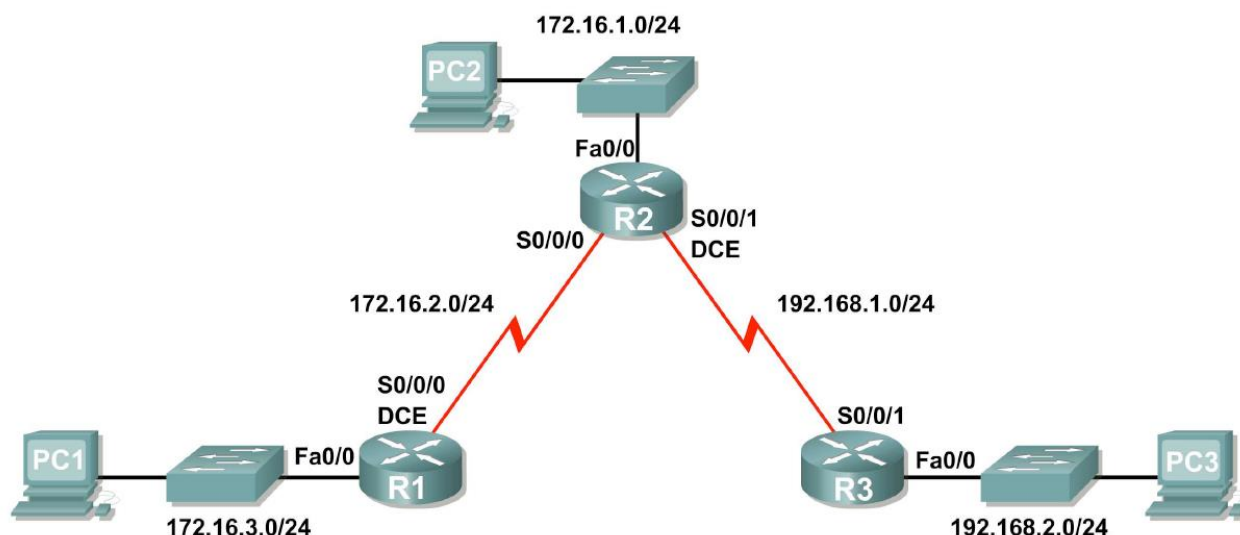 172.16.1.0/24
PC2
Fa0/0
R2
S0/0/1
DCE
S0/0/0
172.16.2.0/24
192.168.1.0/24
S0/0/0
DCE
S0/0/1
PC1
Fa0/0
R1
R3
Fa0/0
PC3
172.16.3.0/24
192.168.2.0/24